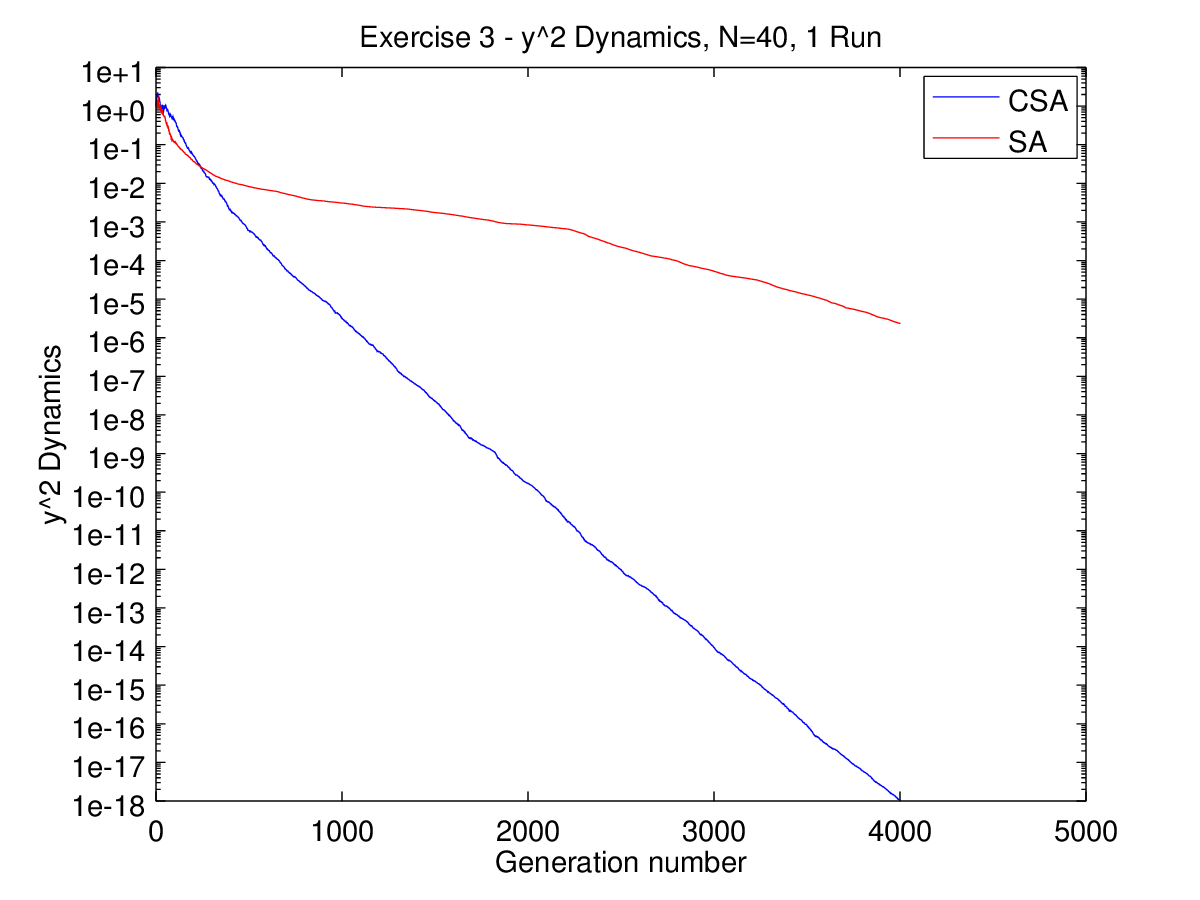 Exercise 3 - y^2 Dynamics, N=40, 1 Run
CSA
SA
y^2 Dynamics
1e+1
1e+0
1e-1
1e-2
1e-3
1e-4
1e-5
1e-6
1e-7
1e-8
1e-9
1e-10
1e-11
1e-12
1e-13
1e-14
1e-15
1e-16
1e-17
1e-18
0 1000 2000 3000 4000 5000
Generation number